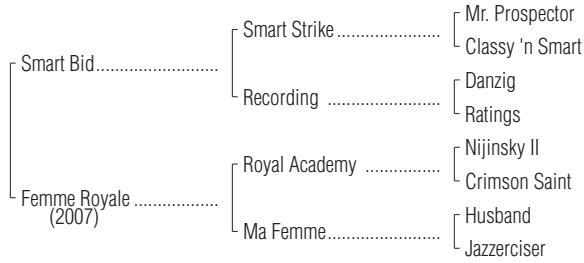 Mr. Prospector
Smart Strike ......................
Classy 'n Smart
Smart Bid..........................
Danzig
Recording ........................
Ratings
Nijinsky II
Royal Academy ................
Crimson Saint
Femme Royale ..................
(2007)
Husband
Ma Femme........................
Jazzerciser